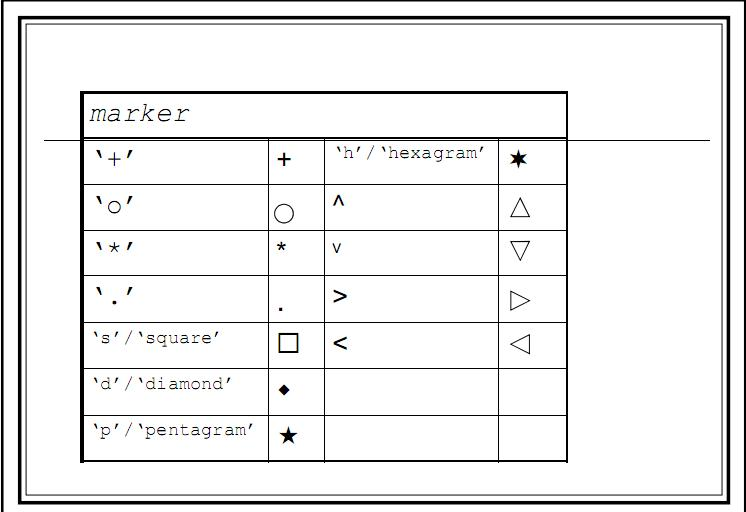 marker
‘+’ + ‘h’/‘hexagram’ ✶
‘○’ ○ ^ △
‘*’ * v ▽
‘.’ . > ▷
‘s’/‘square’ □ < ◁
‘d’/‘diamond’ ◆
‘p’/‘pentagram’ ★